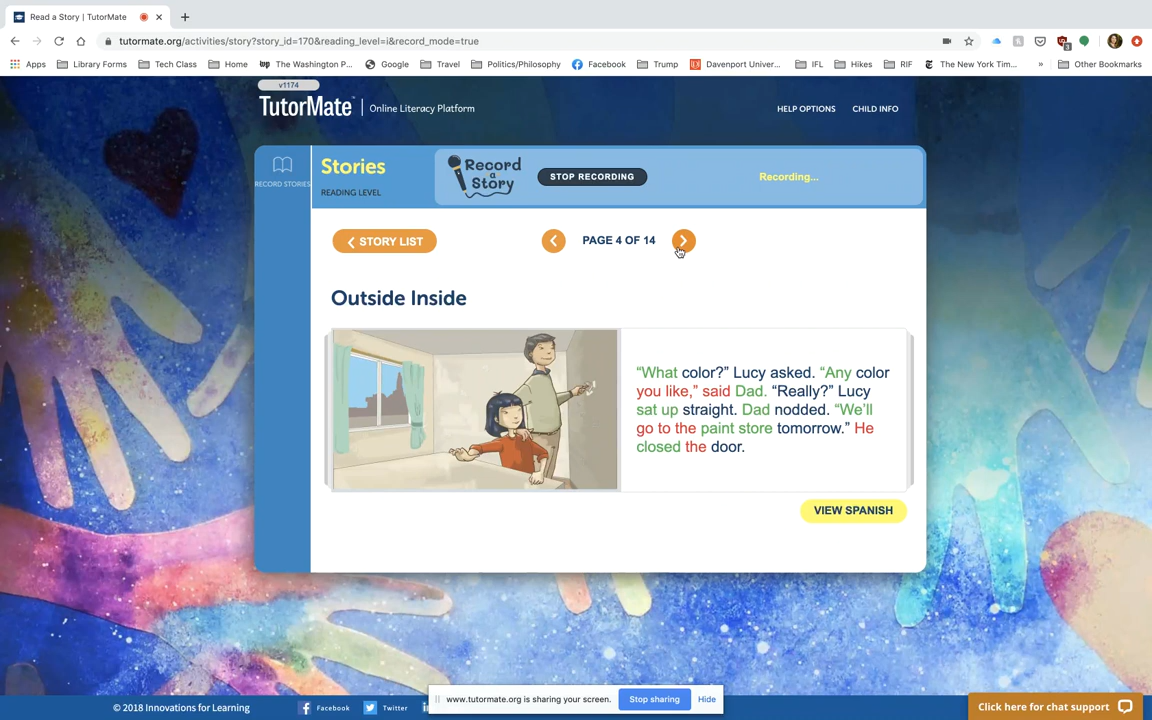 Read a Story | TutorMate
tutormate.org/activities/story?story_id=170&reading_level=i&record_mode=true
3
Apps Library Forms Tech Class Home The Washington P... Google Travel Politics/Philosophy Facebook Trump Davenport Univer... IFL Hikes RIF The New York Tim... » Other Bookmarks
v1174
TutorMate | Online Literacy Platform
HELP OPTIONS CHILD INFO
RECORD STORIES
Stories
READING LEVEL
Record
a
Story
STOP RECORDING
Recording...
STORY LIST
PAGE 4 OF 14
Outside Inside
“What color?” Lucy asked. “Any color
you like,” said Dad. “Really?” Lucy
sat up straight. Dad nodded. “We’ll
go to the paint store tomorrow.” He
closed the door.
VIEW SPANISH
© 2018 Innovations for Learning Facebook Twitter
www.tutormate.org is sharing your screen. Stop sharing Hide
Click here for chat support